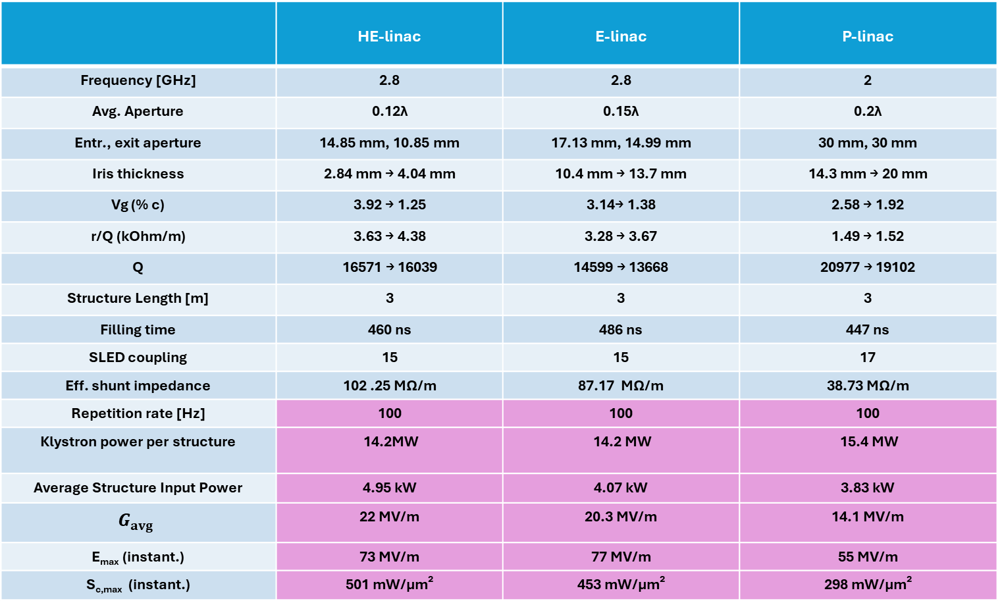 HE-linac E-linac P-linac
Frequency [GHz] 2.8 2.8 2
Avg. Aperture 0.12λ 0.15λ 0.2λ
Entr., exit aperture 14.85 mm, 10.85 mm 17.13 mm, 14.99 mm 30 mm, 30 mm
Iris thickness 2.84 mm → 4.04 mm 10.4 mm → 13.7 mm 14.3 mm → 20 mm
Vg (% c) 3.92 → 1.25 3.14→ 1.38 2.58 → 1.92
r/Q (kOhm/m) 3.63 → 4.38 3.28 → 3.67 1.49 → 1.52
Q 16571 → 16039 14599 → 13668 20977 → 19102
Structure Length [m] 3 3 3
Filling time 460 ns 486 ns 447 ns
SLED coupling 15 15 17
Eff. shunt impedance 102 .25 MΩ/m 87.17 MΩ/m 38.73 MΩ/m
Repetition rate [Hz] 100 100 100
Klystron power per structure 14.2MW 14.2 MW 15.4 MW
Average Structure Input Power 4.95 kW 4.07 kW 3.83 kW
G_avg 22 MV/m 20.3 MV/m 14.1 MV/m
E_max (instant.) 73 MV/m 77 MV/m 55 MV/m
S_c,max (instant.) 501 mW/µm² 453 mW/µm² 298 mW/µm²